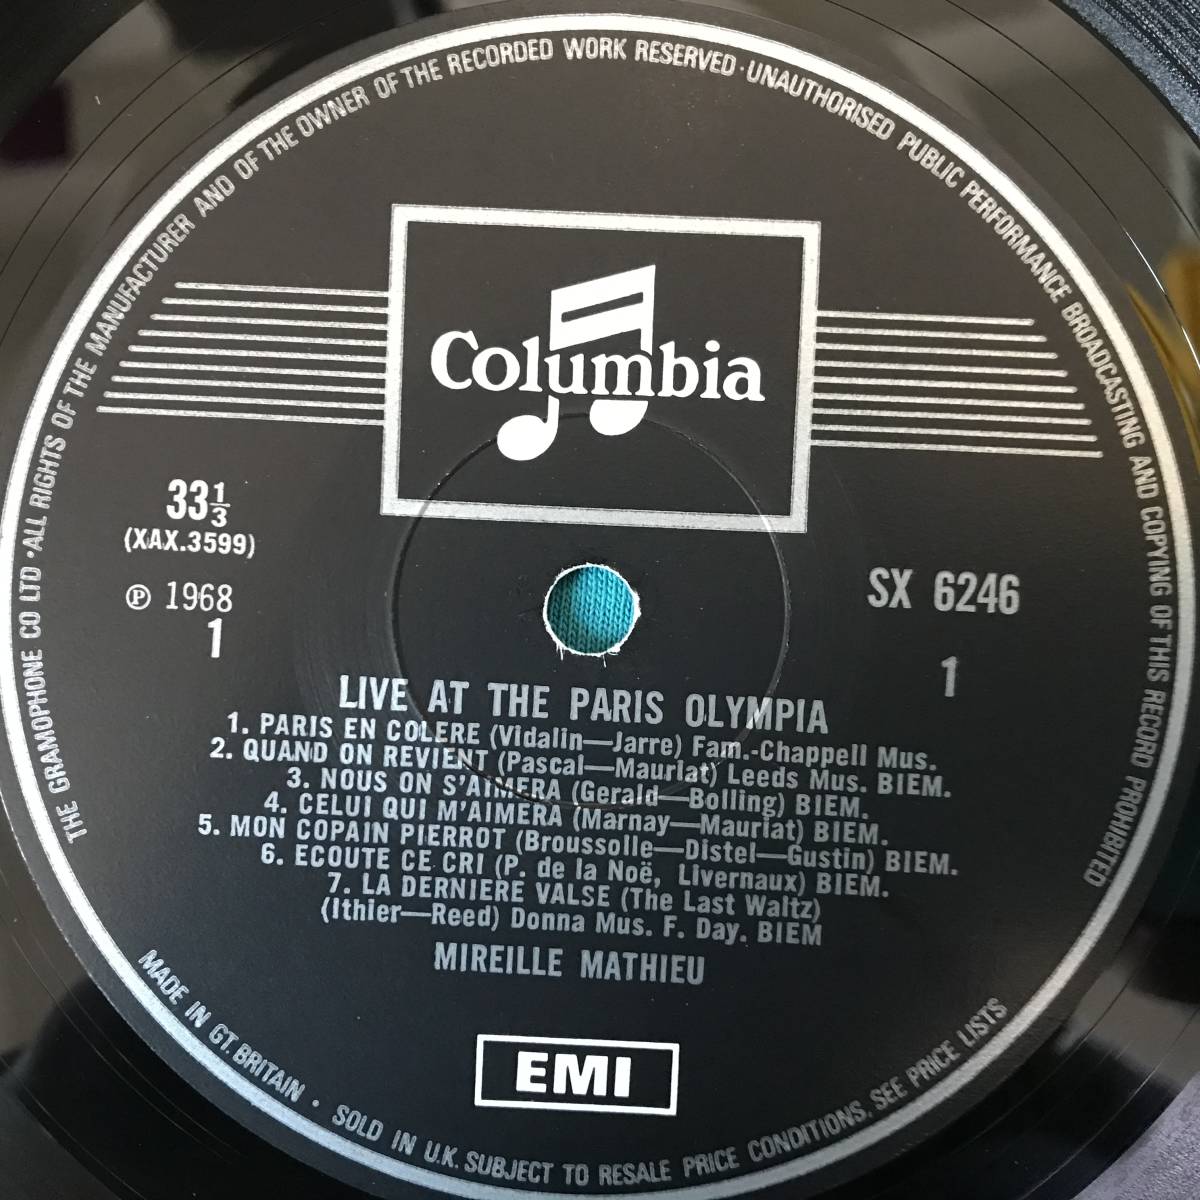 THE GRAMOPHONE CO LTD · ALL RIGHTS OF THE MANUFACTURER AND OF THE OWNER OF THE RECORDED WORK RESERVED · UNAUTHORISED PUBLIC PERFORMANCE BROADCASTING AND COPYING OF THIS RECORD PROHIBITED
Columbia
33⅓
(XAX.3599)
℗ 1968
1
SX 6246
1
LIVE AT THE PARIS OLYMPIA
1. PARIS EN COLERE (Vidalin—Jarre) Fam.-Chappell Mus.
2. QUAND ON REVIENT (Pascal—Mauriat) Leeds Mus. BIEM.
3. NOUS ON S'AIMERA (Gerald—Bolling) BIEM.
4. CELUI QUI M'AIMERA (Marnay—Mauriat) BIEM.
5. MON COPAIN PIERROT (Broussolle—Distel—Gustin) BIEM.
6. ECOUTE CE CRI (P. de la Noë, Livernaux) BIEM.
7. LA DERNIERE VALSE (The Last Waltz)
(Ithier—Reed) Donna Mus. F. Day. BIEM
MIREILLE MATHIEU
EMI
MADE IN GT. BRITAIN · SOLD IN U.K. SUBJECT TO RESALE PRICE CONDITIONS, SEE PRICE LISTS